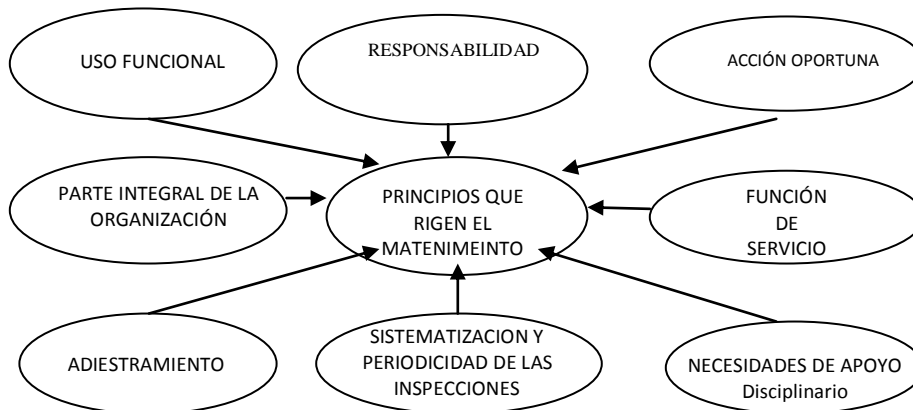 USO FUNCIONAL
RESPONSABILIDAD
ACCIÓN OPORTUNA
PARTE INTEGRAL DE LA
ORGANIZACIÓN
PRINCIPIOS QUE
RIGEN EL
MATENIMEINTO
FUNCIÓN
DE
SERVICIO
ADIESTRAMIENTO
SISTEMATIZACION Y
PERIODICIDAD DE LAS
INSPECCIONES
NECESIDADES DE APOYO
Disciplinario